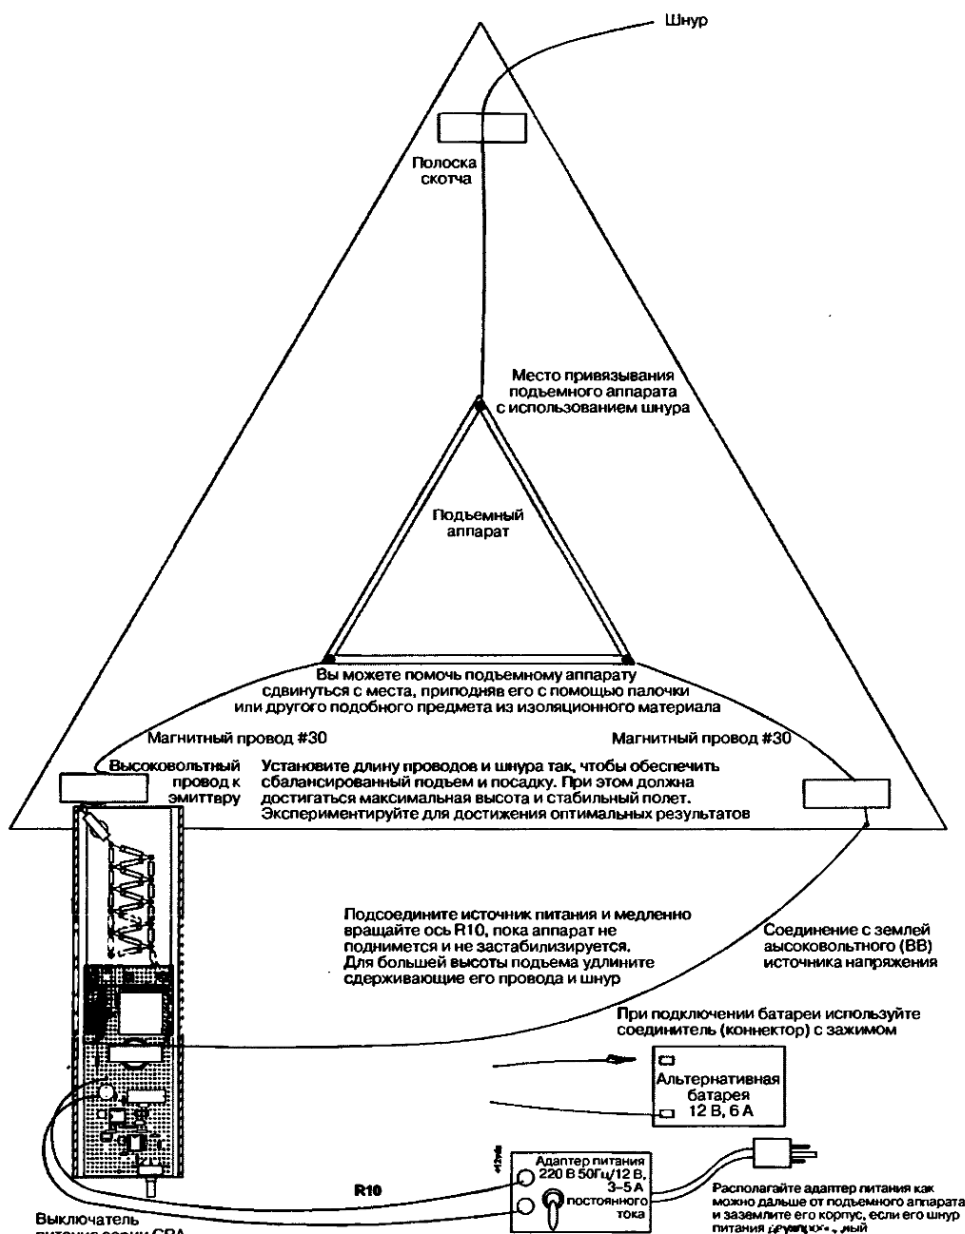 Шнур
Полоска
скотча
Место привязывания
подъемного аппарата
с использованием шнура
Подъемный
аппарат
Вы можете помочь подъемному аппарату
сдвинуться с места, приподняв его с помощью палочки
или другого подобного предмета из изоляционного материала
Магнитный провод #30
Магнитный провод #30
Высоковольтный
провод к
эмиттвру
Установите длину проводов и шнура так, чтобы обеспечить
сбалансированный подъем и посадку. При этом должна
достигаться максимальная высота и стабильный полет.
Экспериментируйте для достижения оптимальных результатов
Подсоедините источник питания и медленно
вращайте ось R10, пока аппарат не
поднимется и не застабилизируется.
Для большей высоты подъема удлините
сдерживающие его провода и шнур
Соединение с землей
аысоковольтного (ВВ)
источника напряжения
При подключении батареи используйте
соединитель (коннектор) с зажимом
Альтернативная
батарея
12 В, 6 А
Адаптер питания
220 В 50Гц/12 В,
3–5 А
постоянного
тока
R10
Располагайте адаптер питания как
можно дальше от подъемного аппарата
и заземлите его корпус, если его шнур
питания
Выключатель